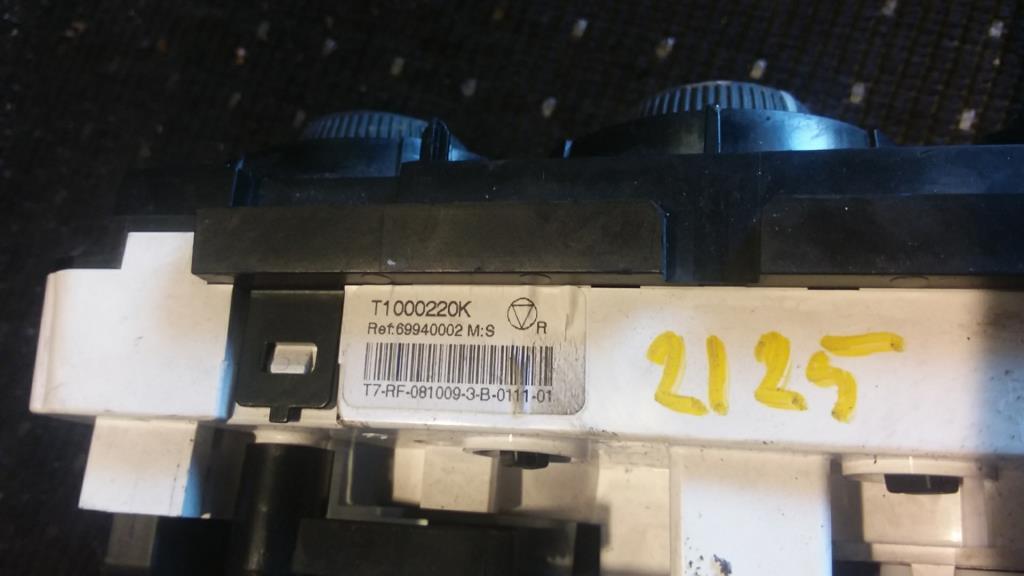 T1000220K
Ref:69940002 M:S
R
T7-RF-081009-3-B-0111-01
2125